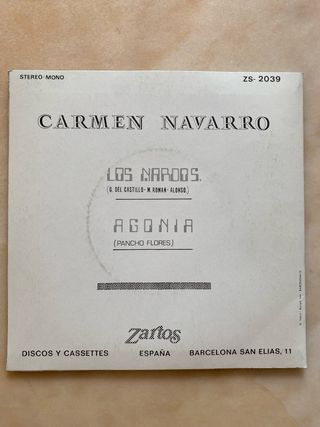 STEREO-MONO
ZS-2039
CARMEN NAVARRO
LOS NARDOS.
(G. DEL CASTILLO-M. ROMAN-ALONSO.)
AGONIA
(PANCHO FLORES)
Zartos
DISCOS Y CASSETTES ESPAÑA BARCELONA SAN ELIAS, 11